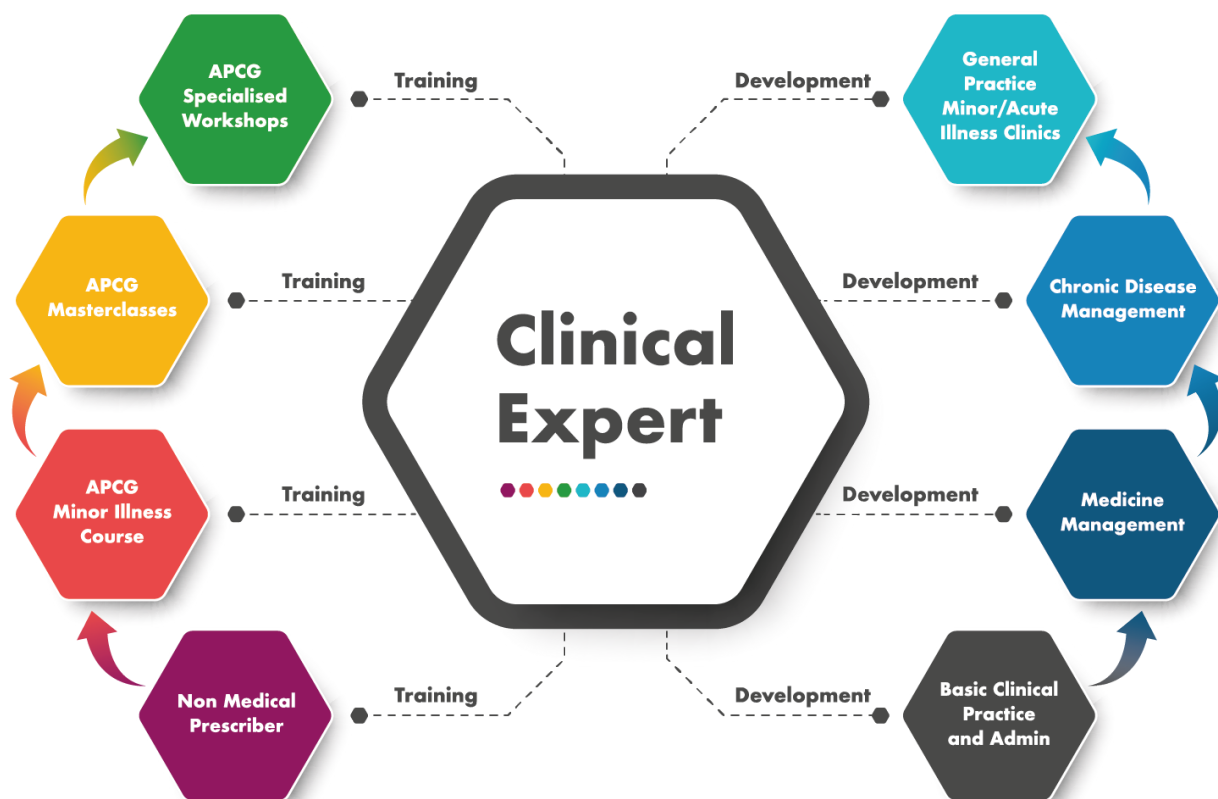 APCG
Specialised
Workshops
Training
Development
General
Practice
Minor/Acute
Illness Clinics
APCG
Masterclasses
Training
Development
Chronic Disease
Management
Clinical
Expert
APCG
Minor Illness
Course
Training
Development
Medicine
Management
Non Medical
Prescriber
Training
Development
Basic Clinical
Practice
and Admin